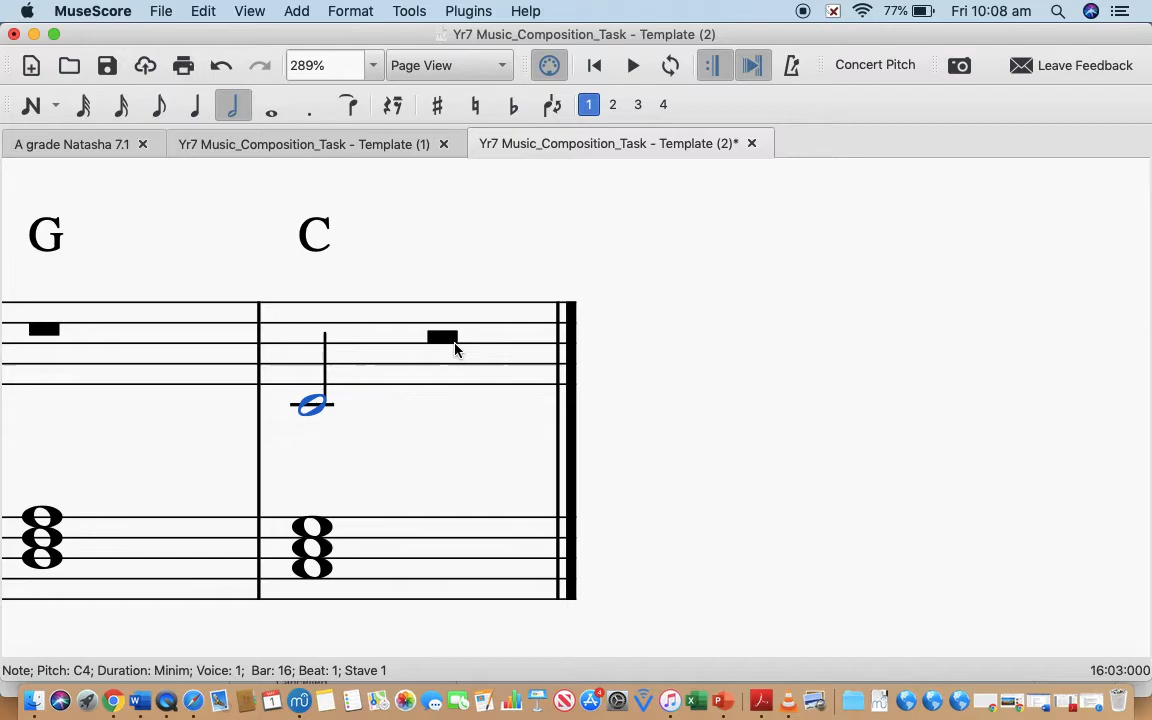 MuseScore File Edit View Add Format Tools Plugins Help 77% Fri 10:08 am
Yr7 Music_Composition_Task - Template (2)
289% Page View Concert Pitch Leave Feedback
1 2 3 4
A grade Natasha 7.1 Yr7 Music_Composition_Task - Template (1) Yr7 Music_Composition_Task - Template (2)*
G C
Note; Pitch: C4; Duration: Minim; Voice: 1; Bar: 16; Beat: 1; Stave 1 16:03:000